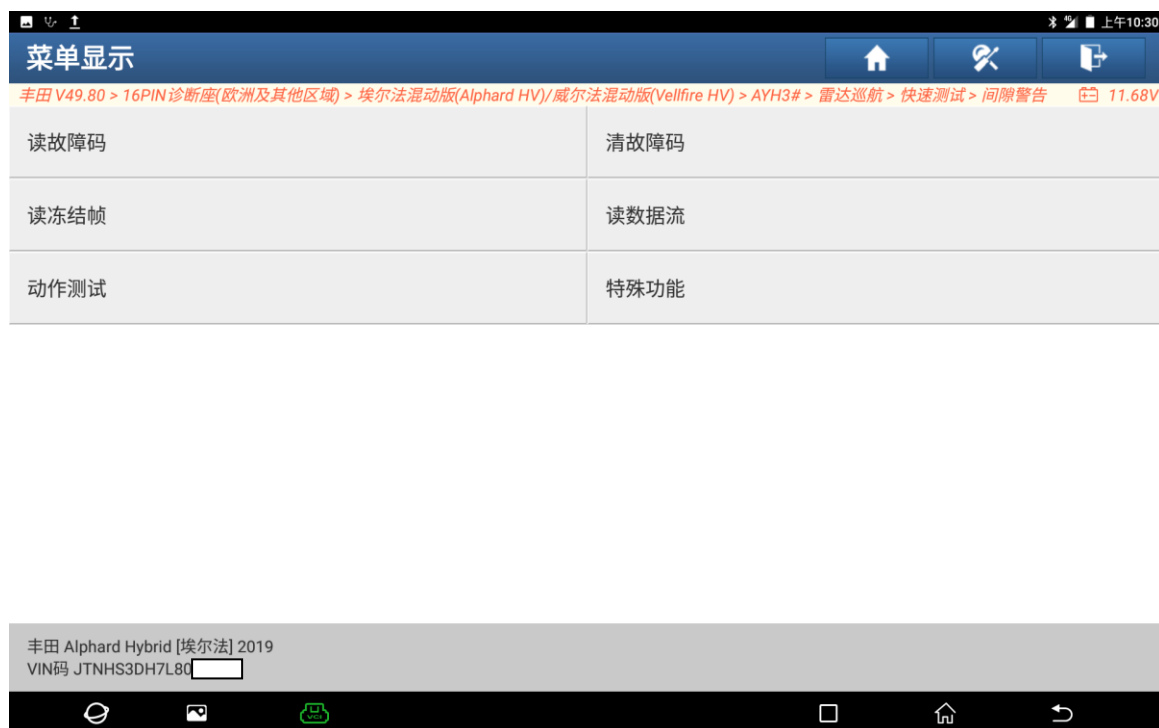 4G 上午10:30
菜单显示
丰田 V49.80 > 16PIN诊断座(欧洲及其他区域) > 埃尔法混动版(Alphard HV)/威尔法混动版(Vellfire HV) > AYH3# > 雷达巡航 > 快速测试 > 间隙警告 11.68V
读故障码 清故障码
读冻结帧 读数据流
动作测试 特殊功能
丰田 Alphard Hybrid [埃尔法] 2019
VIN码 JTNHS3DH7L80
VCI